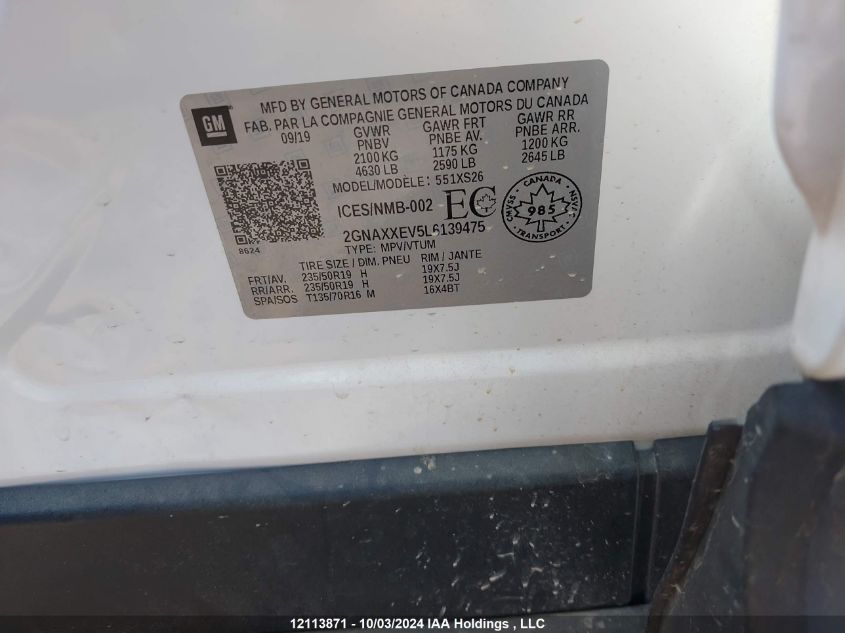 MFD BY GENERAL MOTORS OF CANADA COMPANY
GM
FAB. PAR LA COMPAGNIE GENERAL MOTORS DU CANADA
09/19 GVWR GAWR FRT GAWR RR
PNBV PNBE AV. PNBE ARR.
2100 KG 1175 KG 1200 KG
4630 LB 2590 LB 2645 LB
MODEL/MODÈLE: 551XS26
ICES/NMB-002 EC
CANADA
CMVSS 985 NSVAC
TRANSPORT
2GNAXXEV5L6139475
8624
TYPE: MPV/VTUM
TIRE SIZE / DIM. PNEU RIM / JANTE
FRT/AV. 235/50R19 H 19X7.5J
RR/ARR. 235/50R19 H 19X7.5J
SPA/SOS T135/70R16 M 16X4BT
12113871 - 10/03/2024 IAA Holdings , LLC